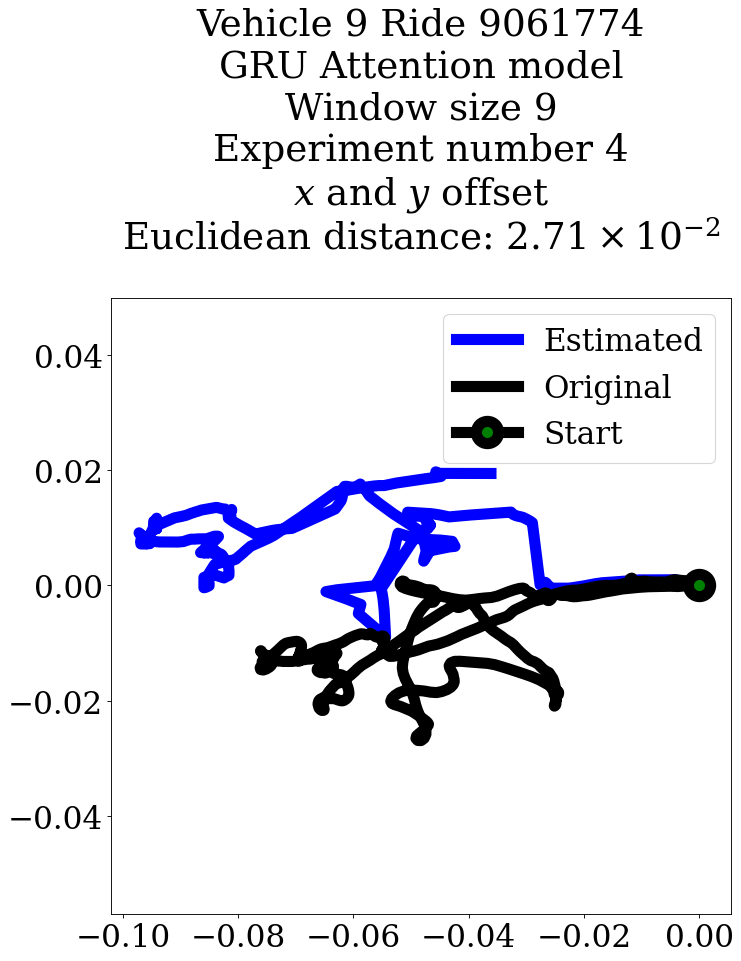 Vehicle 9 Ride 9061774
GRU Attention model
Window size 9
Experiment number 4
x and y offset
Euclidean distance: 2.71 × 10⁻²
Estimated
Original
Start
0.04
0.02
0.00
−0.02
−0.04
−0.10 −0.08 −0.06 −0.04 −0.02 0.00